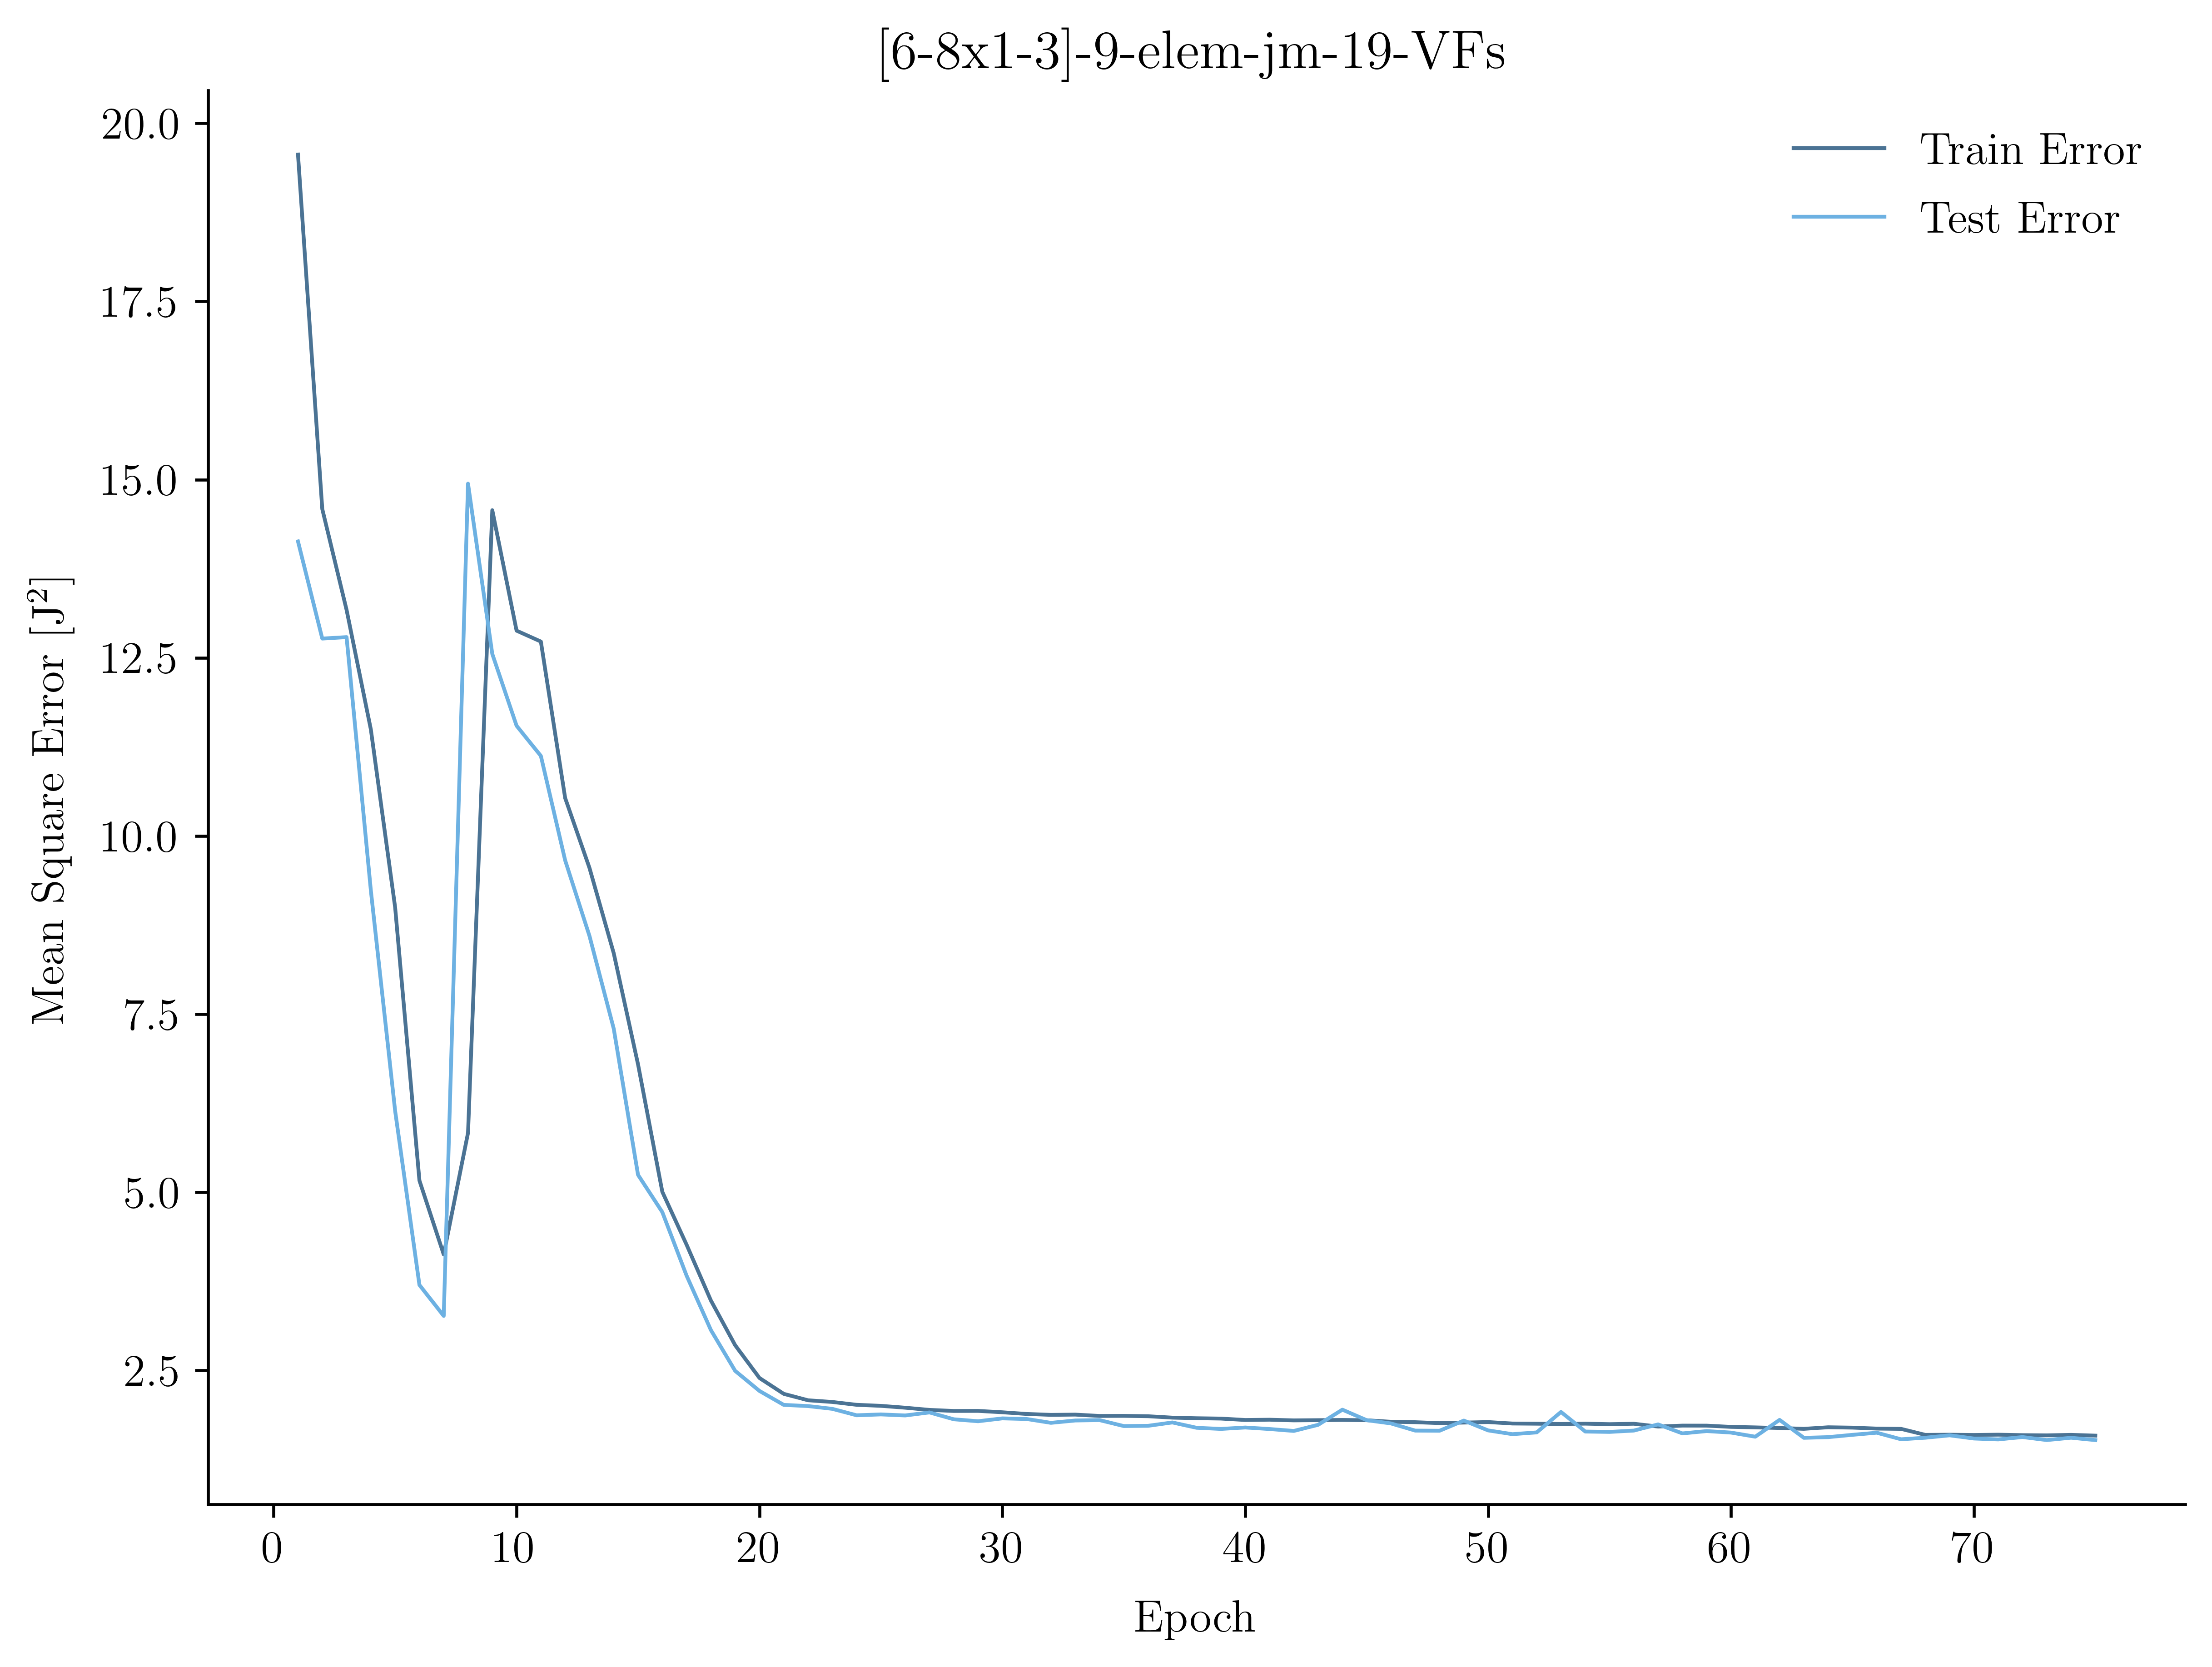 [6-8x1-3]-9-elem-jm-19-VFs
Train Error
Test Error
Mean Square Error [J²]
20.0
17.5
15.0
12.5
10.0
7.5
5.0
2.5
0 10 20 30 40 50 60 70
Epoch